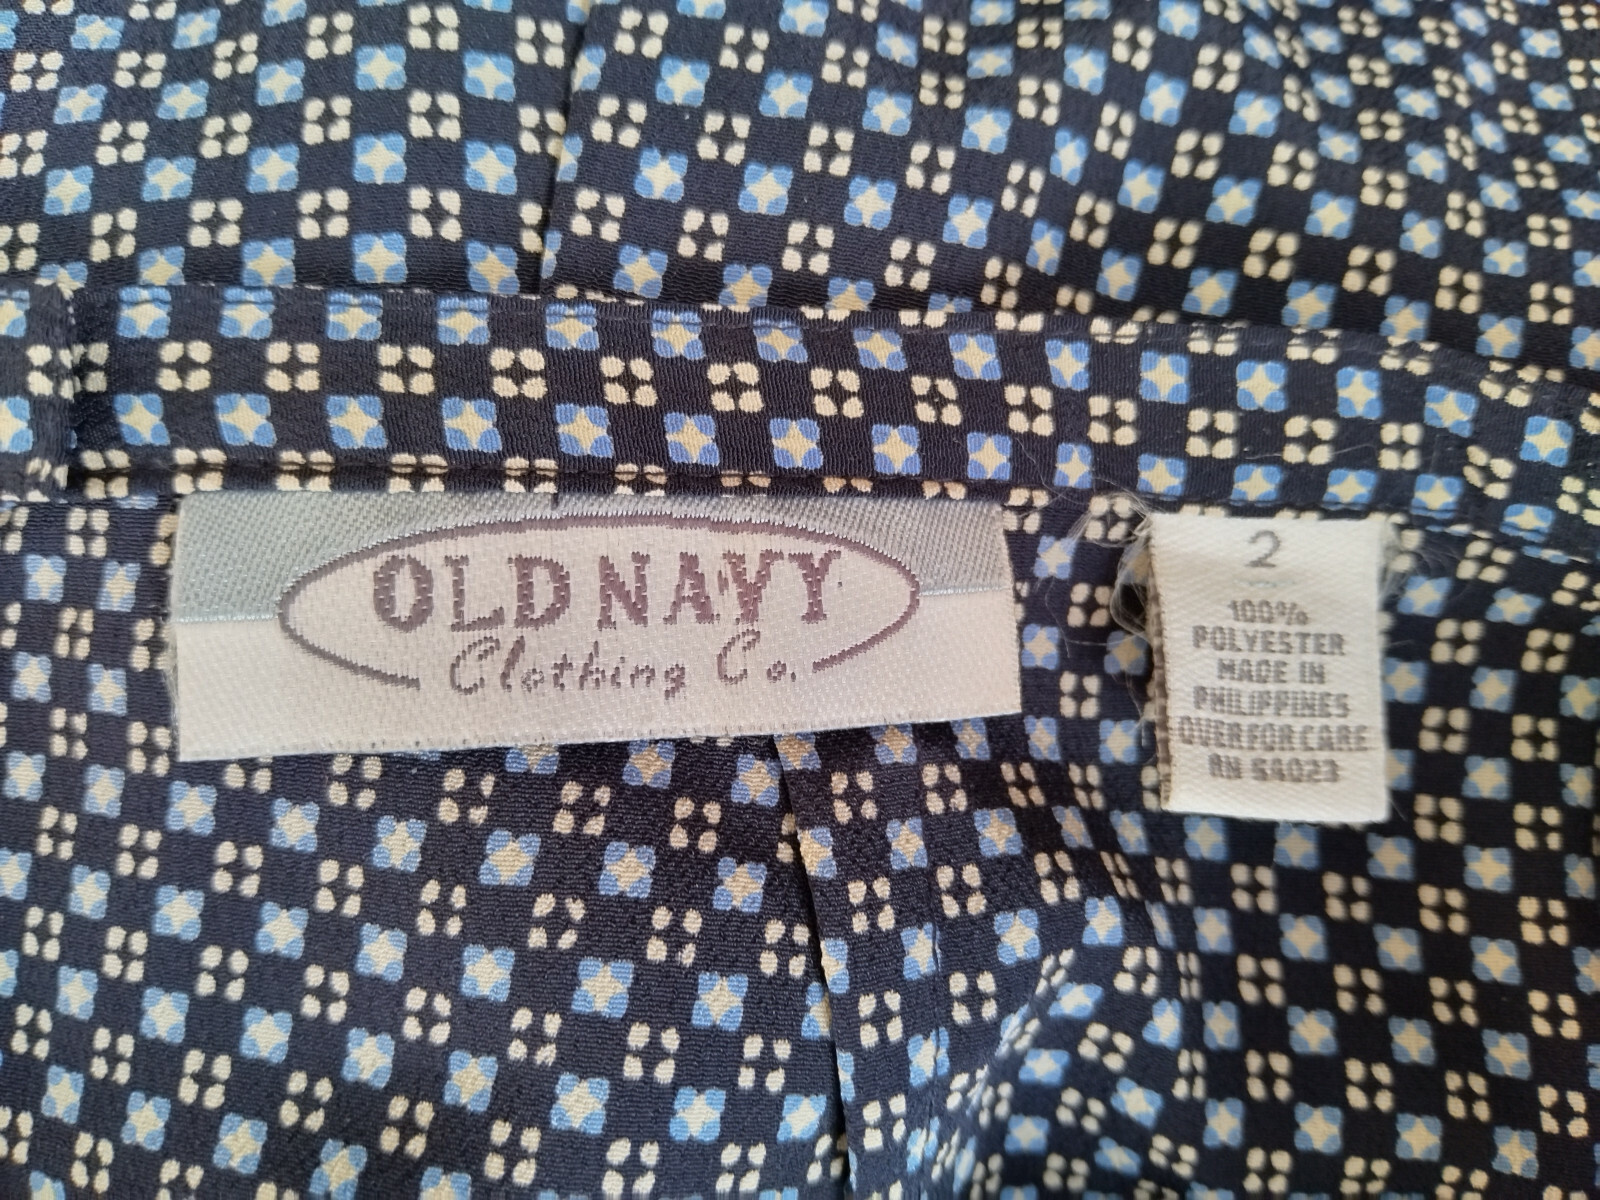 OLD NAVY
Clothing Co.
2
100%
POLYESTER
MADE IN
PHILIPPINES
OVER FOR CARE
RN 54023